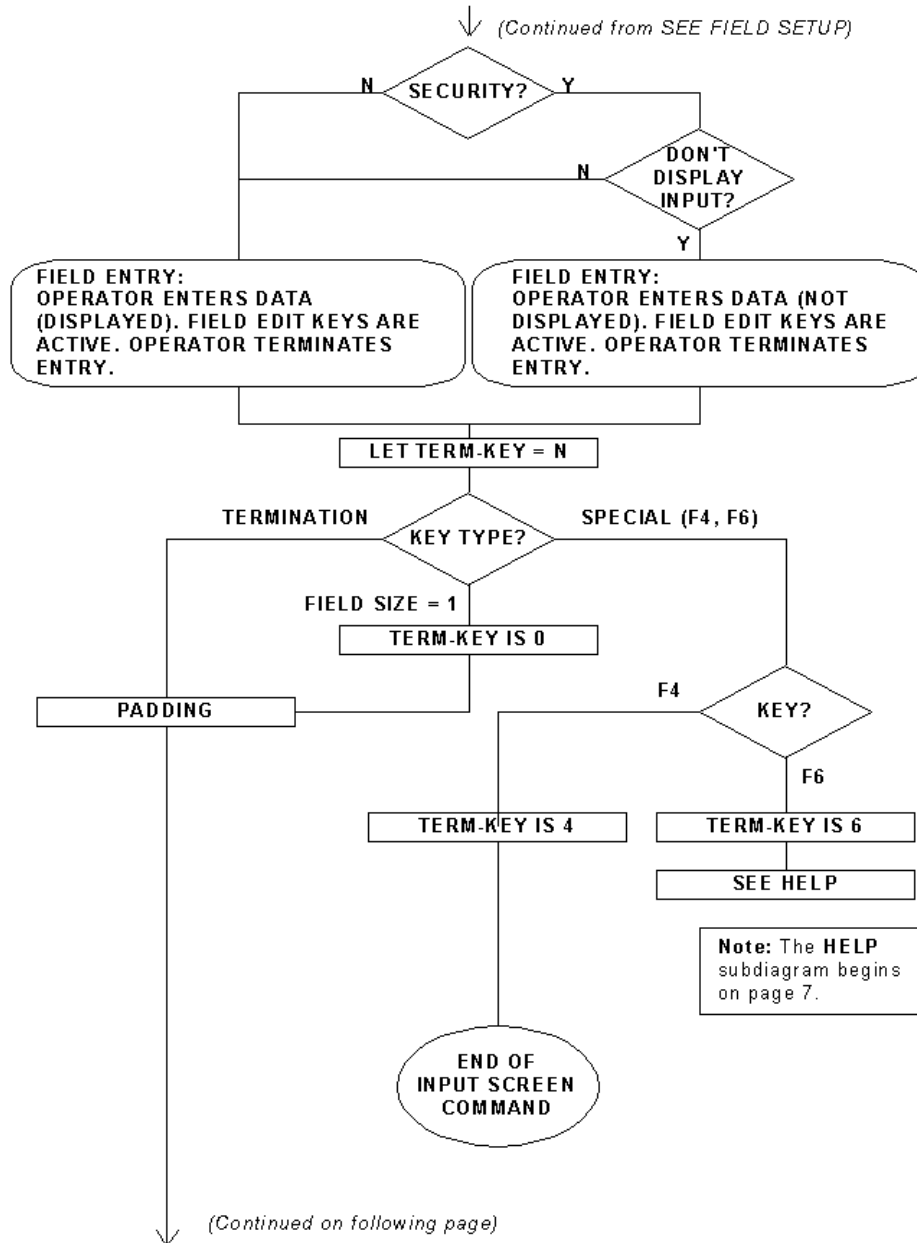 (Continued from SEE FIELD SETUP)
N
SECURITY?
Y
N
DON'T
DISPLAY
INPUT?
Y
FIELD ENTRY:
OPERATOR ENTERS DATA
(DISPLAYED). FIELD EDIT KEYS ARE
ACTIVE. OPERATOR TERMINATES
ENTRY.
FIELD ENTRY:
OPERATOR ENTERS DATA (NOT
DISPLAYED). FIELD EDIT KEYS ARE
ACTIVE. OPERATOR TERMINATES
ENTRY.
LET TERM-KEY = N
TERMINATION
KEY TYPE?
SPECIAL (F4, F6)
FIELD SIZE = 1
TERM-KEY IS 0
PADDING
F4
KEY?
F6
TERM-KEY IS 4
TERM-KEY IS 6
SEE HELP
Note: The HELP
subdiagram begins
on page 7.
END OF
INPUT SCREEN
COMMAND
(Continued on following page)